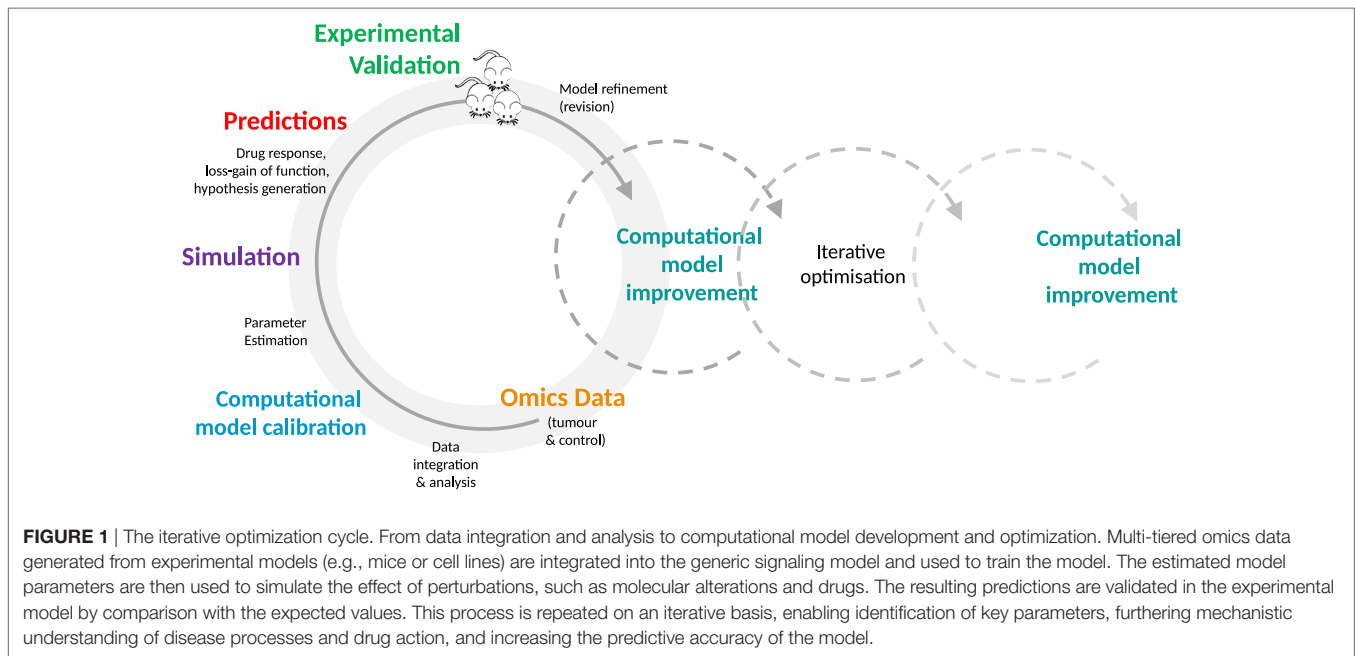 Experimental
Validation
Model refinement
(revision)
Predictions
Drug response,
loss-gain of function,
hypothesis generation
Simulation
Computational
model
improvement
Iterative
optimisation
Computational
model
improvement
Parameter
Estimation
Computational
model calibration
Omics Data
(tumour
& control)
Data
integration
& analysis
FIGURE 1 | The iterative optimization cycle. From data integration and analysis to computational model development and optimization. Multi-tiered omics data
generated from experimental models (e.g., mice or cell lines) are integrated into the generic signaling model and used to train the model. The estimated model
parameters are then used to simulate the effect of perturbations, such as molecular alterations and drugs. The resulting predictions are validated in the experimental
model by comparison with the expected values. This process is repeated on an iterative basis, enabling identification of key parameters, furthering mechanistic
understanding of disease processes and drug action, and increasing the predictive accuracy of the model.